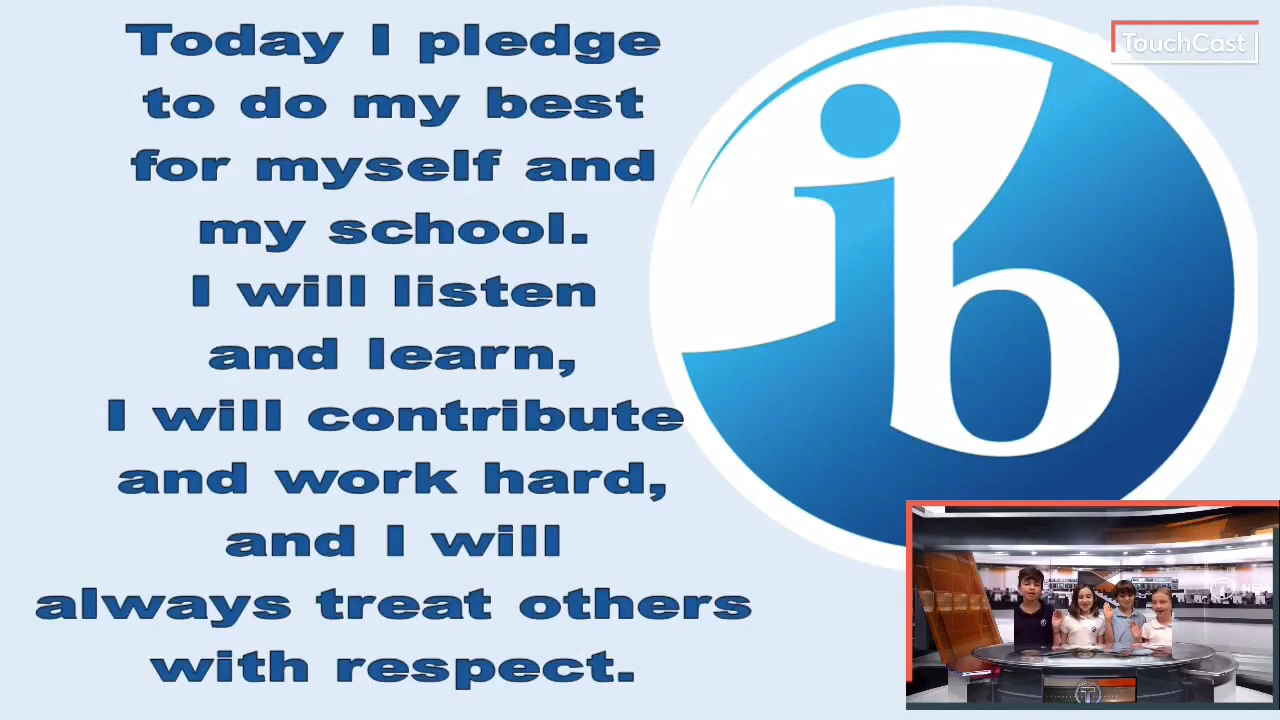 Today I pledge
to do my best
for myself and
my school.
I will listen
and learn,
I will contribute
and work hard,
and I will
always treat others
with respect.
ib
TouchCast
T